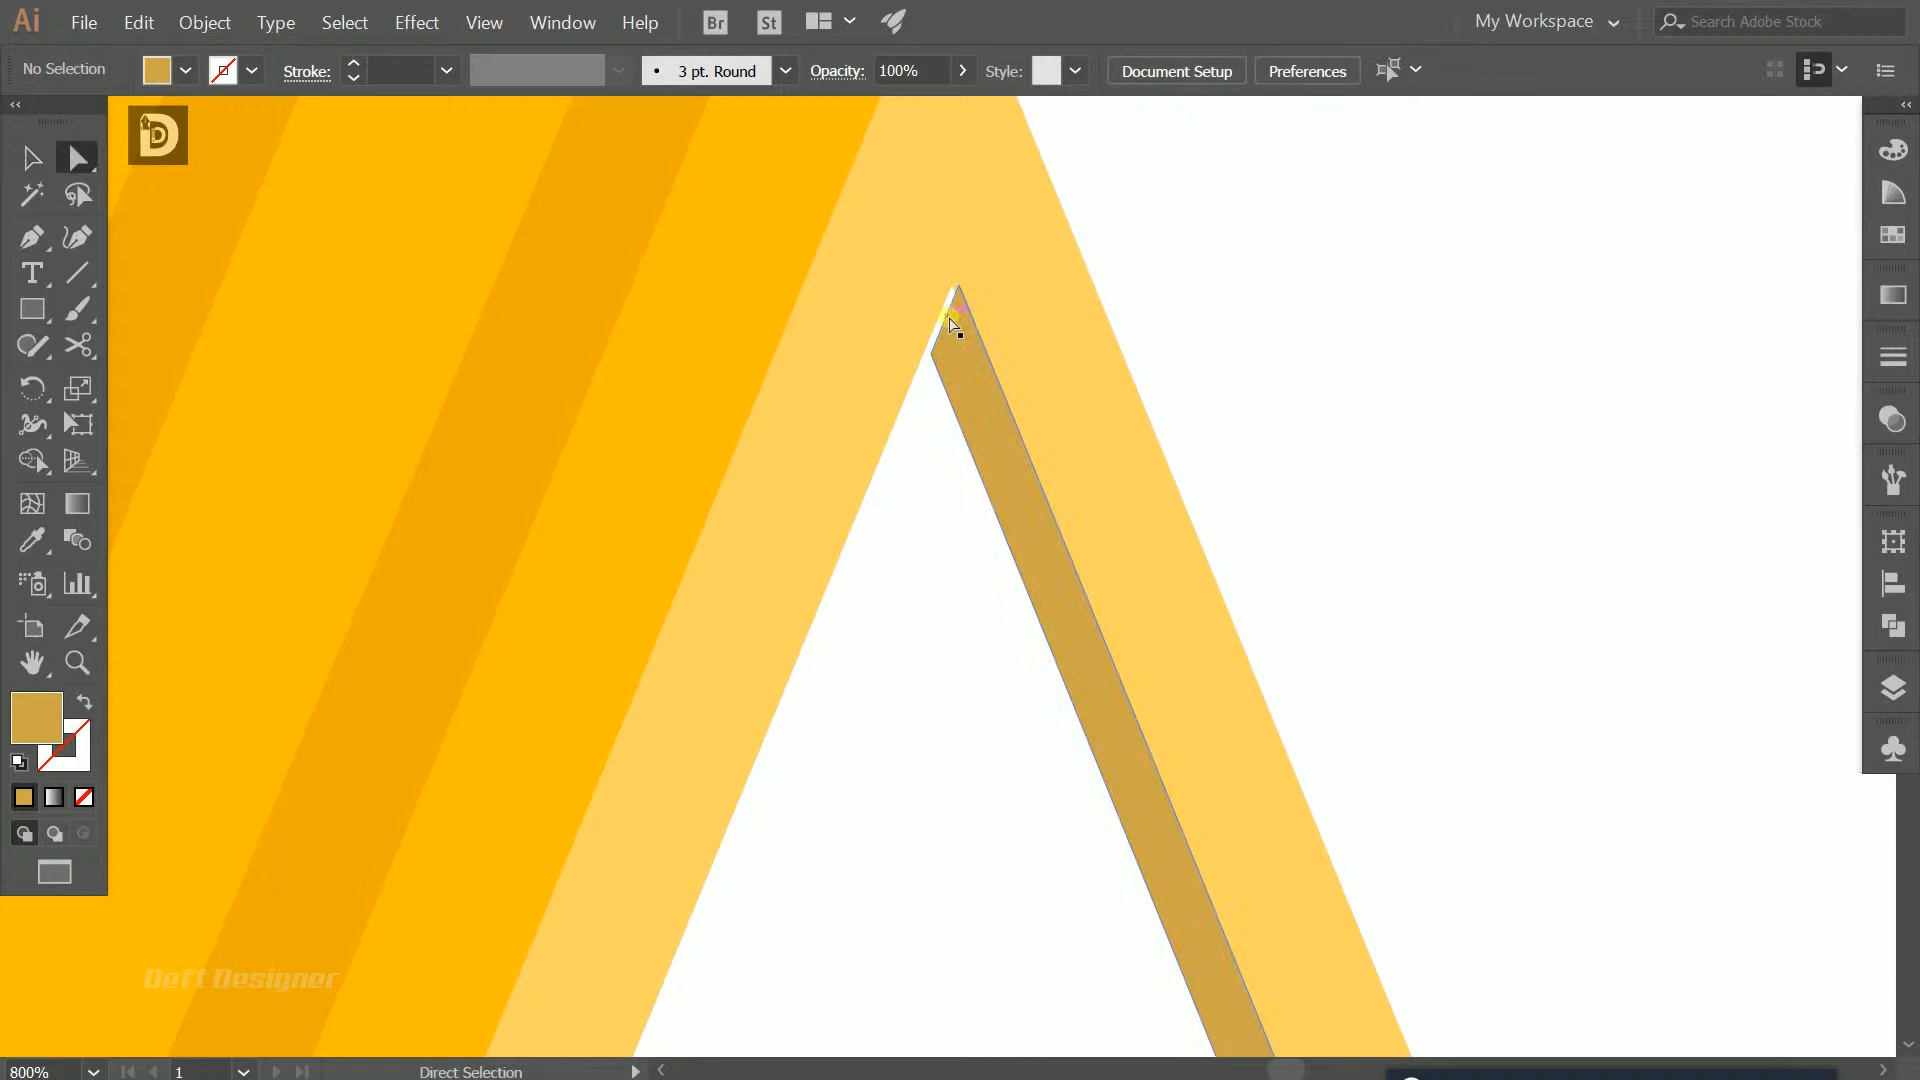 Ai File Edit Object Type Select Effect View Window Help Br St My Workspace Search Adobe Stock
No Selection Stroke: 3 pt. Round Opacity: 100% Style: Document Setup Preferences
D
Deft Designer
800% 1 Direct Selection